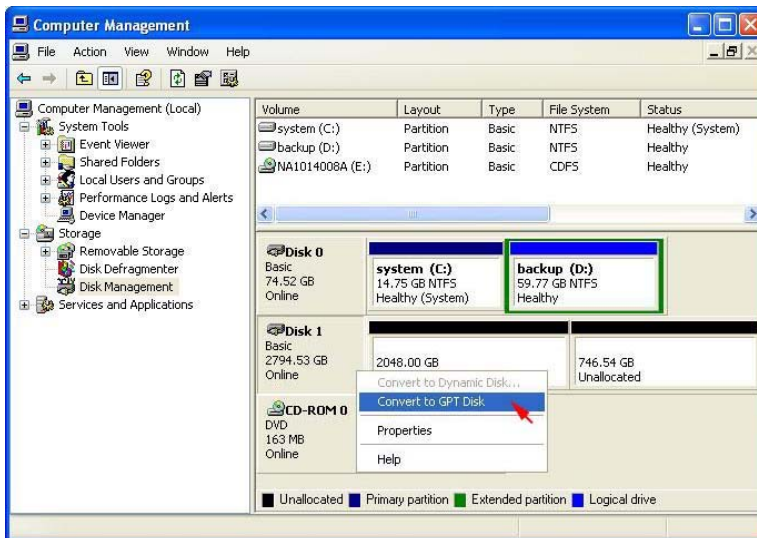 Computer Management
File Action View Window Help
Computer Management (Local)
System Tools
Event Viewer
Shared Folders
Local Users and Groups
Performance Logs and Alerts
Device Manager
Storage
Removable Storage
Disk Defragmenter
Disk Management
Services and Applications
Volume Layout Type File System Status
system (C:) Partition Basic NTFS Healthy (System)
backup (D:) Partition Basic NTFS Healthy
NA1014008A (E:) Partition Basic CDFS Healthy
Disk 0
Basic
74.52 GB
Online
system (C:)
14.75 GB NTFS
Healthy (System)
backup (D:)
59.77 GB NTFS
Healthy
Disk 1
Basic
2794.53 GB
Online
2048.00 GB
746.54 GB
Unallocated
Convert to Dynamic Disk...
Convert to GPT Disk
Properties
Help
CD-ROM 0
DVD
163 MB
Online
Unallocated Primary partition Extended partition Logical drive